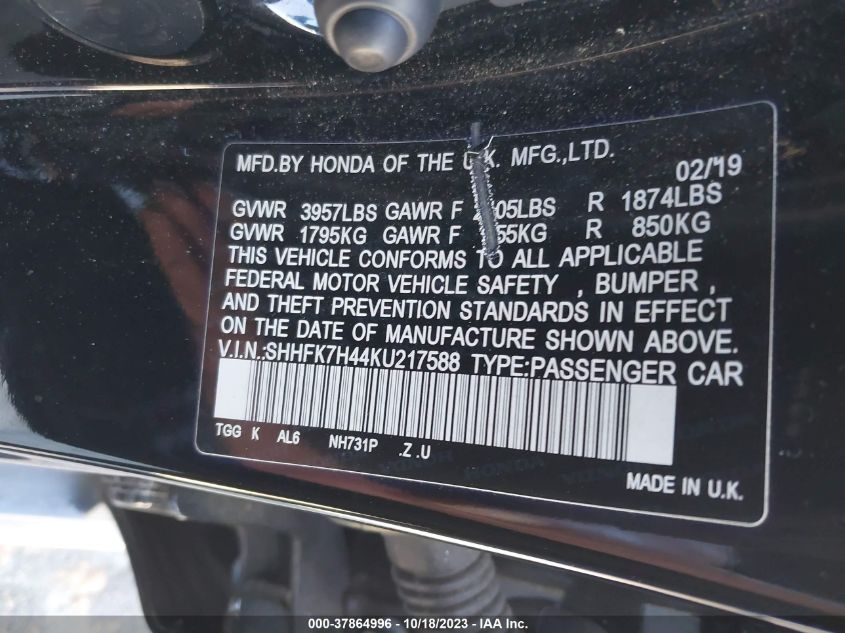 MFD.BY HONDA OF THE U.K. MFG.,LTD. 02/'19
GVWR 3957LBS GAWR F 05LBS R 1874LBS
GVWR 1795KG GAWR F 55KG R 850KG
THIS VEHICLE CONFORMS TO ALL APPLICABLE
FEDERAL MOTOR VEHICLE SAFETY , BUMPER ,
AND THEFT PREVENTION STANDARDS IN EFFECT
ON THE DATE OF MANUFACTURE SHOWN ABOVE.
V.I.N.:SHHFK7H44KU217588 TYPE:PASSENGER CAR
TGG K AL6 NH731P .Z .U
HONDA
MADE IN U.K.
000-37864996 - 10/18/2023 - IAA Inc.